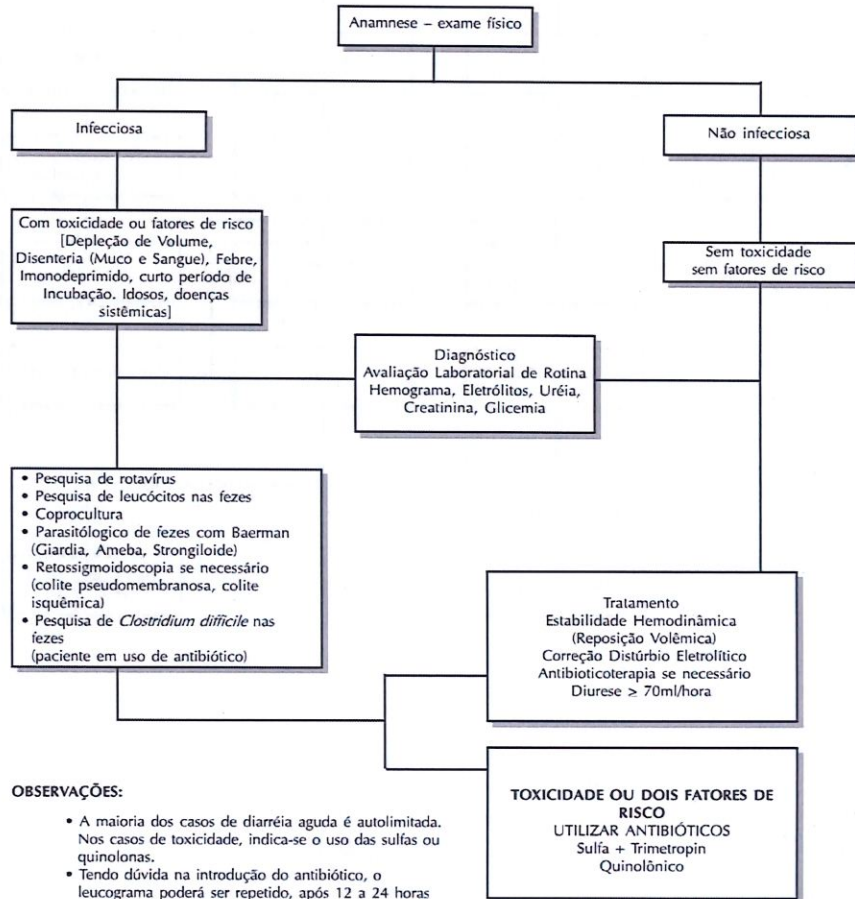 Anamnese – exame físico
Infecciosa
Não infecciosa
Com toxicidade ou fatores de risco
[Depleção de Volume,
Disenteria (Muco e Sangue), Febre,
Imonodeprimido, curto período de
Incubação. Idosos, doenças
sistêmicas]
Sem toxicidade
sem fatores de risco
Diagnóstico
Avaliação Laboratorial de Rotina
Hemograma, Eletrólitos, Uréia,
Creatinina, Glicemia
• Pesquisa de rotavírus
• Pesquisa de leucócitos nas fezes
• Coprocultura
• Parasitólogico de fezes com Baerman
(Giardia, Ameba, Strongiloide)
• Retossigmoidoscopia se necessário
(colite pseudomembranosa, colite
isquêmica)
• Pesquisa de Clostridium difficile nas
fezes
(paciente em uso de antibiótico)
Tratamento
Estabilidade Hemodinâmica
(Reposição Volêmica)
Correção Distúrbio Eletrolítico
Antibioticoterapia se necessário
Diurese ≥ 70ml/hora
TOXICIDADE OU DOIS FATORES DE
RISCO
UTILIZAR ANTIBIÓTICOS
Sulfa + Trimetropin
Quinolônico
OBSERVAÇÕES:
• A maioria dos casos de diarréia aguda é autolimitada.
Nos casos de toxicidade, indica-se o uso das sulfas ou
quinolonas.
• Tendo dúvida na introdução do antibiótico, o
leucograma poderá ser repetido, após 12 a 24 horas